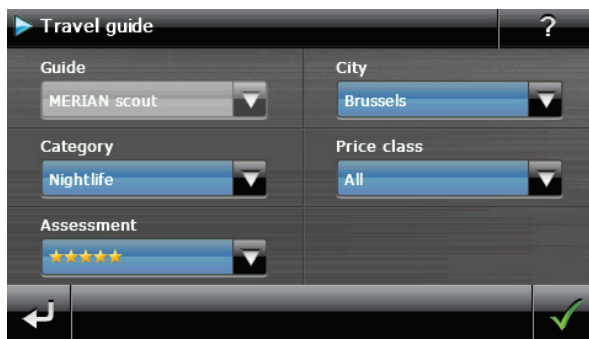 Travel guide
?
Guide
MERIAN scout
City
Brussels
Category
Nightlife
Price class
All
Assessment